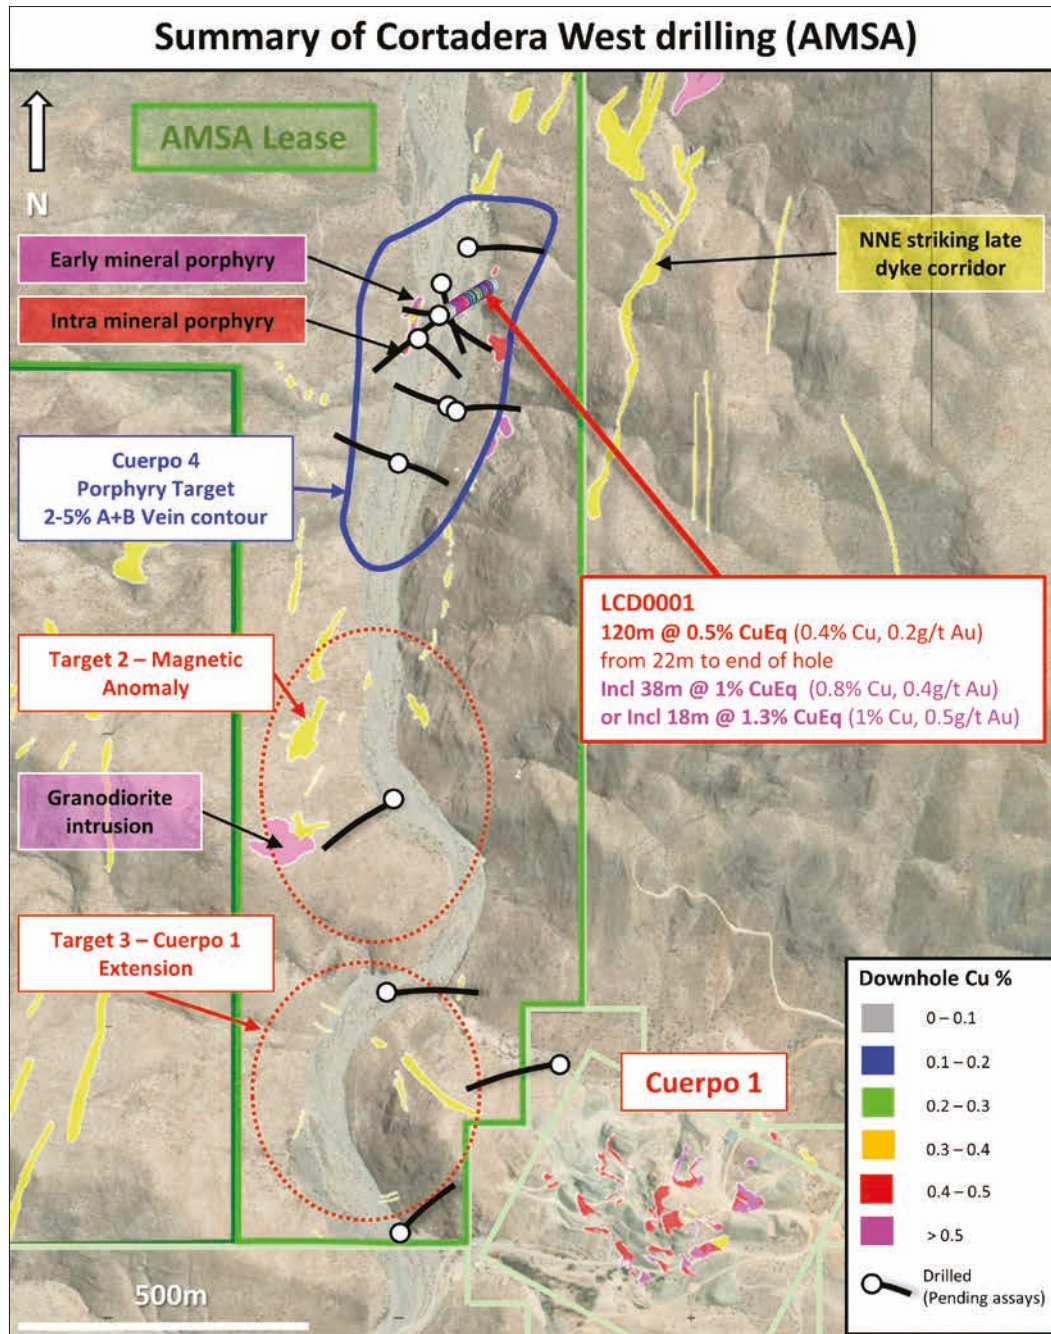 Summary of Cortadera West drilling (AMSA)
AMSA Lease
N
Early mineral porphyry
Intra mineral porphyry
NNE striking late
dyke corridor
Cuerpo 4
Porphyry Target
2-5% A+B Vein contour
LCD0001
120m @ 0.5% CuEq (0.4% Cu, 0.2g/t Au)
from 22m to end of hole
Incl 38m @ 1% CuEq (0.8% Cu, 0.4g/t Au)
or Incl 18m @ 1.3% CuEq (1% Cu, 0.5g/t Au)
Target 2 – Magnetic
Anomaly
Granodiorite
intrusion
Target 3 – Cuerpo 1
Extension
Cuerpo 1
Downhole Cu %
0 – 0.1
0.1 – 0.2
0.2 – 0.3
0.3 – 0.4
0.4 – 0.5
> 0.5
Drilled
(Pending assays)
500m